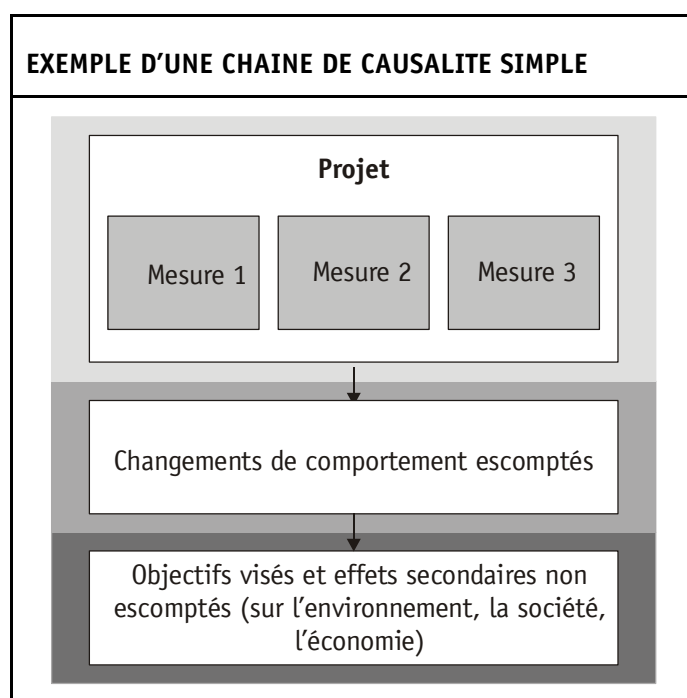 EXEMPLE D'UNE CHAINE DE CAUSALITE SIMPLE
Projet
Mesure 1
Mesure 2
Mesure 3
Changements de comportement escomptés
Objectifs visés et effets secondaires non
escomptés (sur l'environnement, la société,
l'économie)